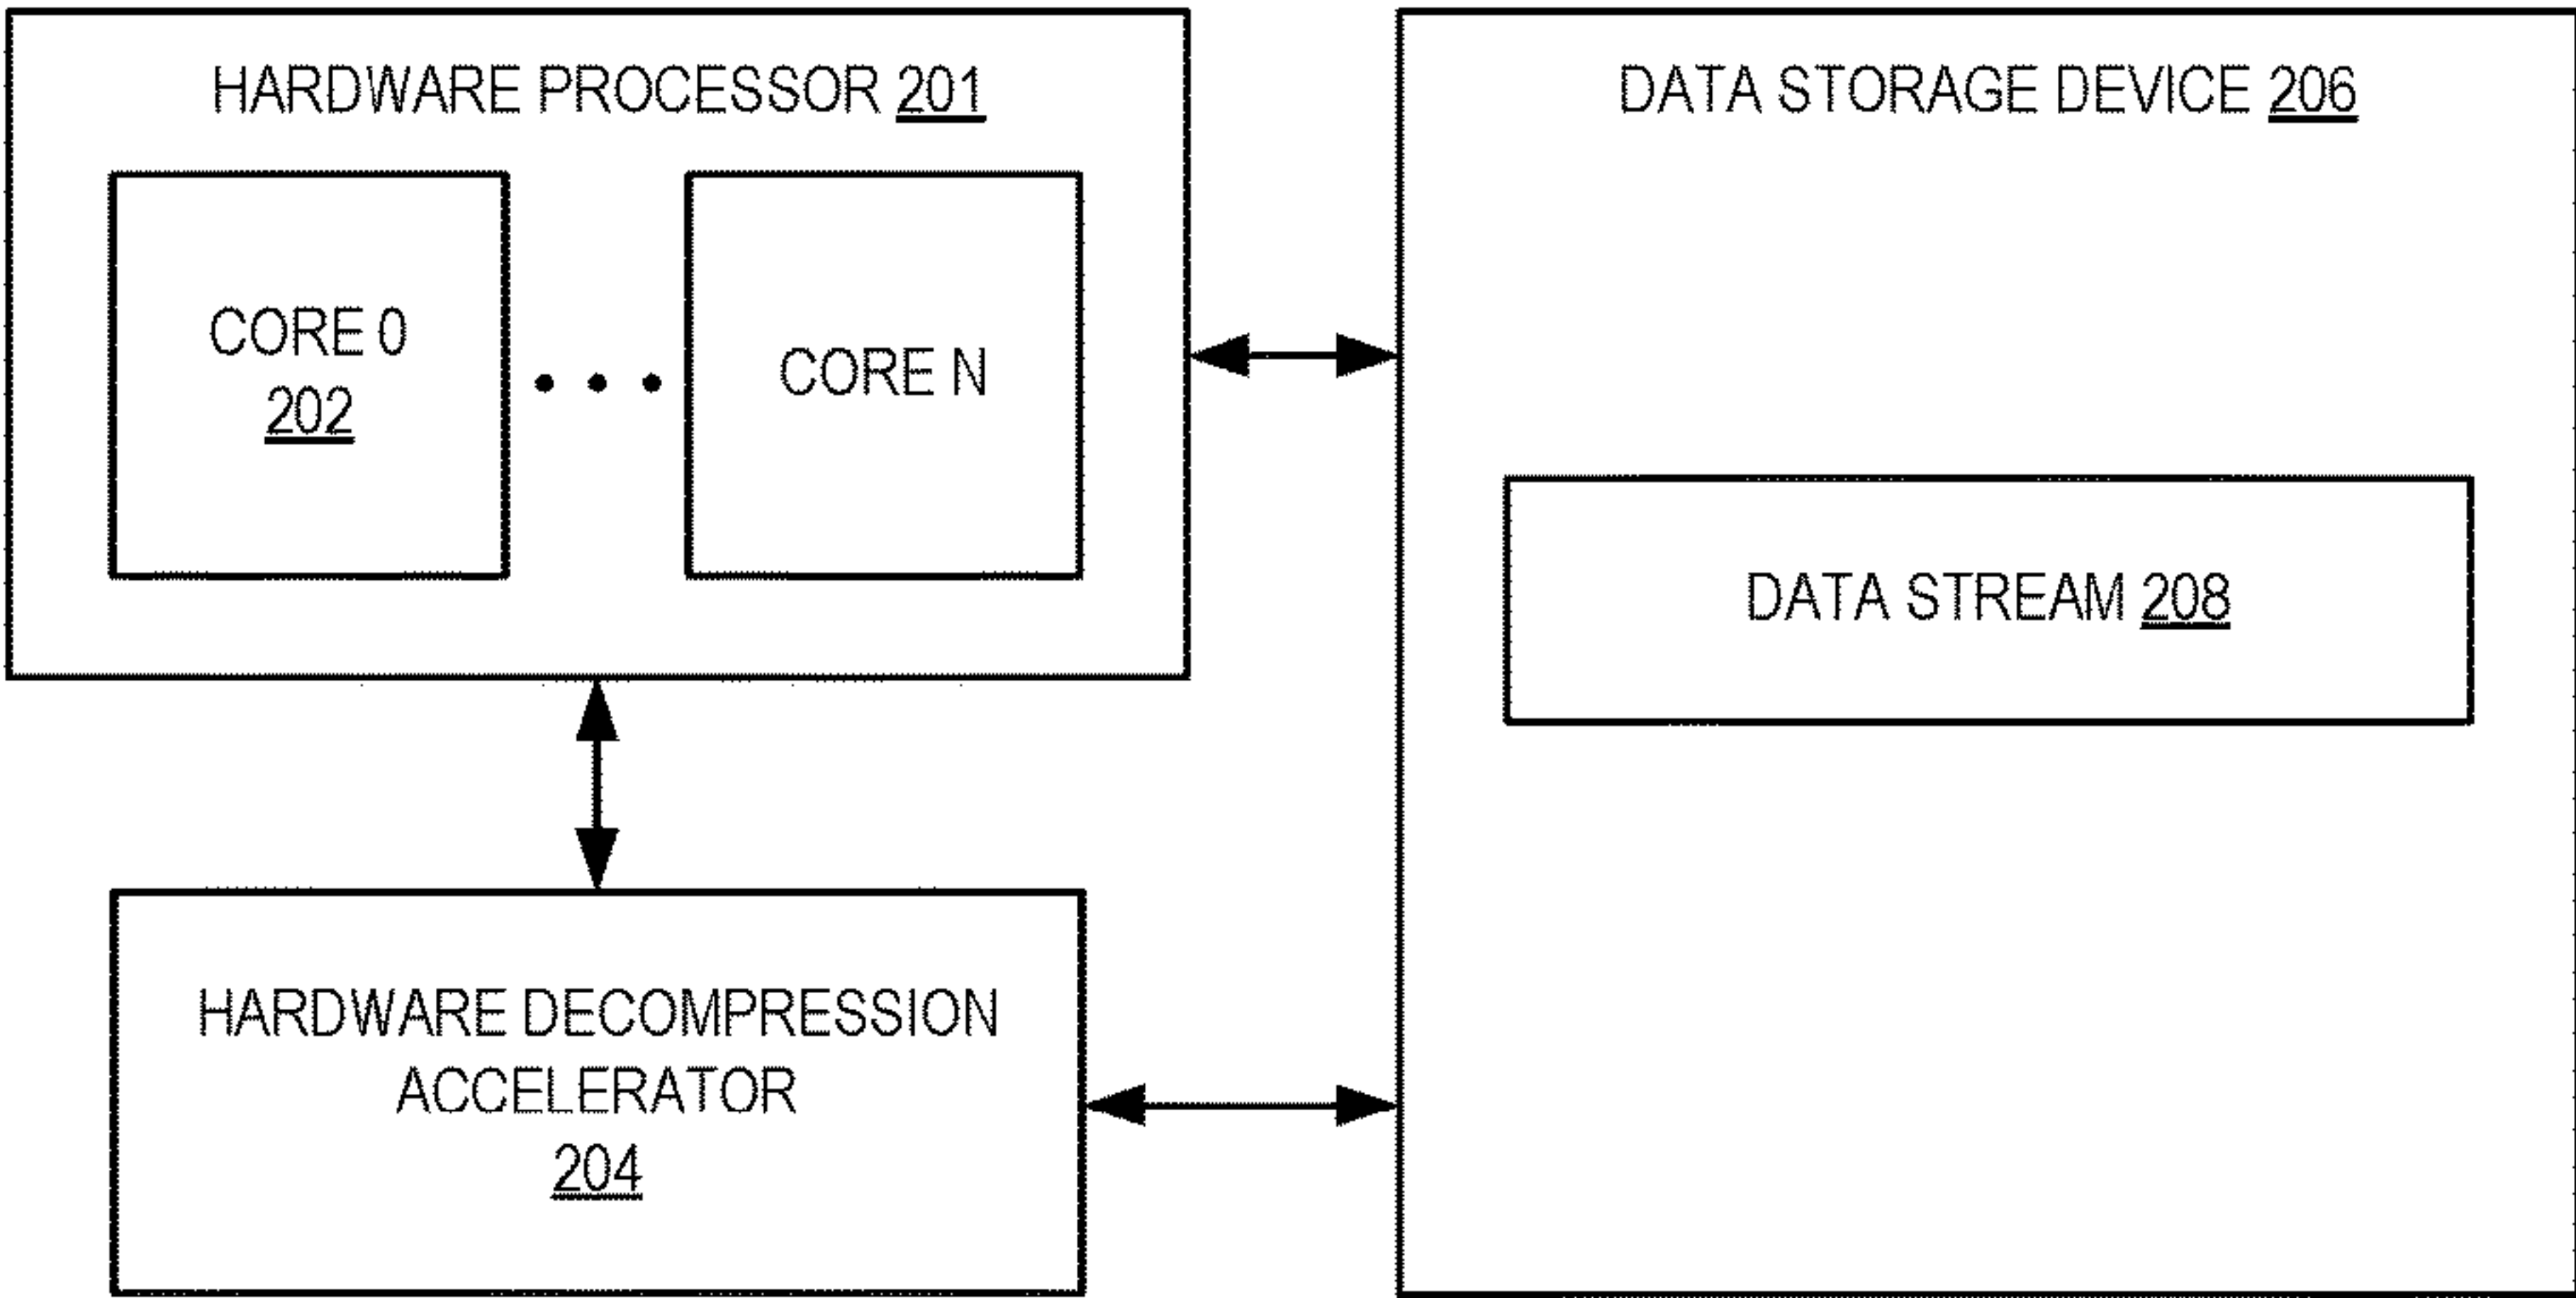 HARDWARE PROCESSOR 201
CORE 0
202
CORE N
DATA STORAGE DEVICE 206
DATA STREAM 208
HARDWARE DECOMPRESSION
ACCELERATOR
204